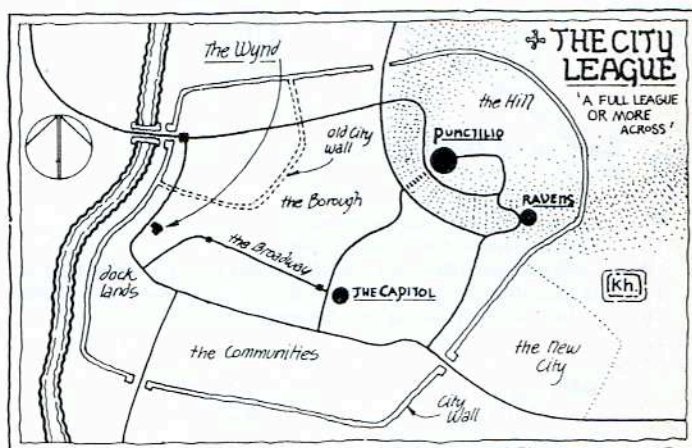 THE CITY
LEAGUE
'A FULL LEAGUE
OR MORE
ACROSS'
The Wynd
the Hill
PUNCTILIO
old City
wall
the Borough
RAVENS
the Broadway
dock
lands
THE CAPITOL
Kh.
the Communities
the New
City
City
Wall